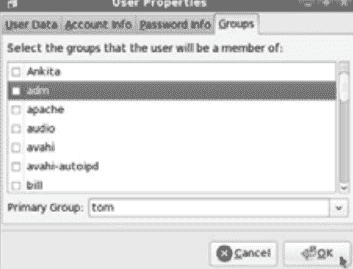 User Properties
User Data Account Info Password Info Groups
Select the groups that the user will be a member of:
Ankita
adm
apache
audio
avahi
avahi-autoipd
bill
Primary Group: tom
Cancel OK